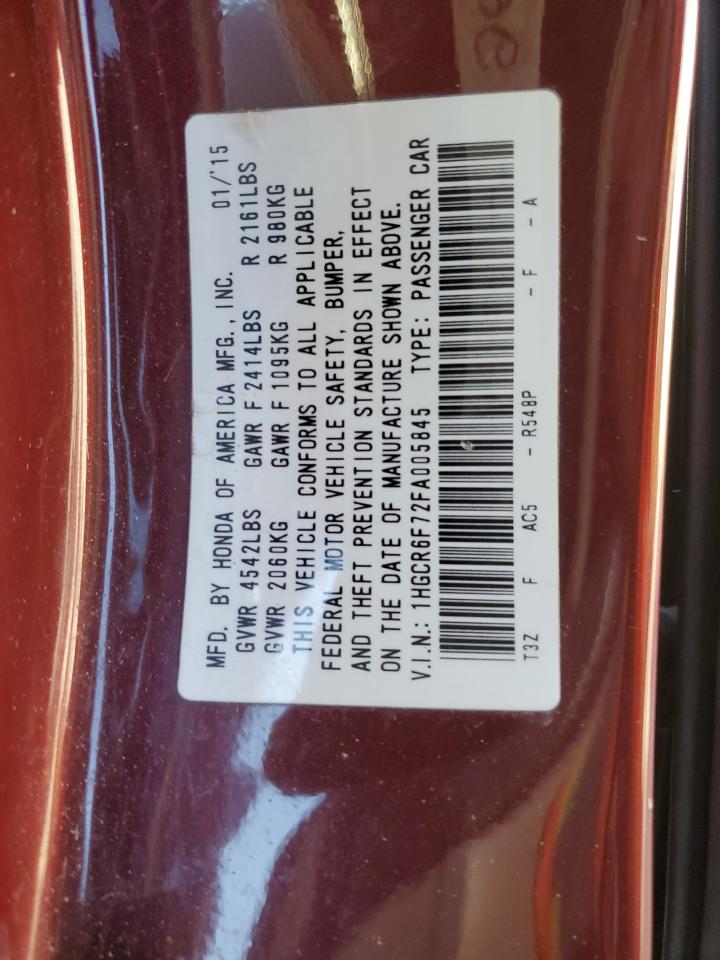 MFD. BY HONDA OF AMERICA MFG., INC. 01/'15
GVWR 4542LBS GAWR F 2414LBS R 2161LBS
GVWR 2060KG GAWR F 1095KG R 980KG
THIS VEHICLE CONFORMS TO ALL APPLICABLE
FEDERAL MOTOR VEHICLE SAFETY, BUMPER,
AND THEFT PREVENTION STANDARDS IN EFFECT
ON THE DATE OF MANUFACTURE SHOWN ABOVE.
V.I.N.: 1HGCR6F72FA005845 TYPE: PASSENGER CAR
T3Z F AC5 - R548P - F - A